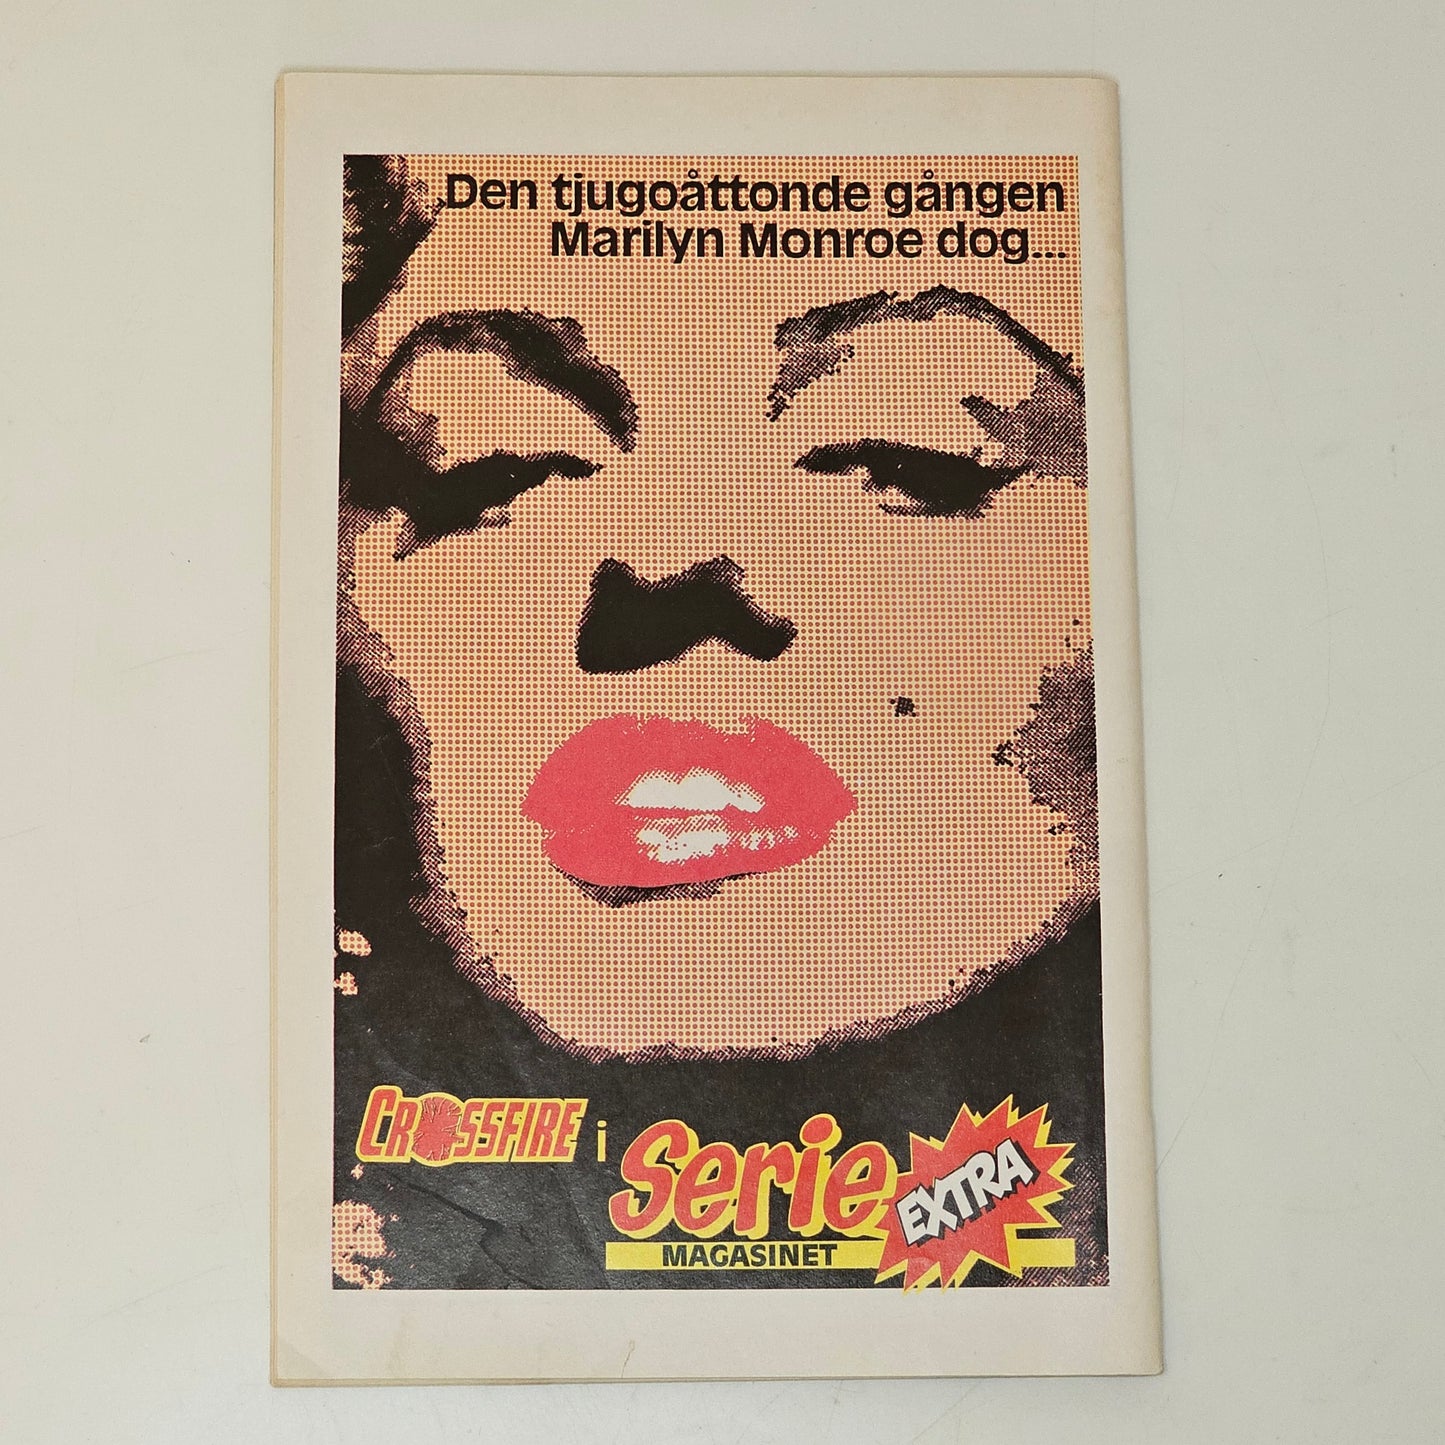 Den tjugoåttonde gången
Marilyn Monroe dog...
CROSSFIRE i Serie EXTRA
MAGASINET